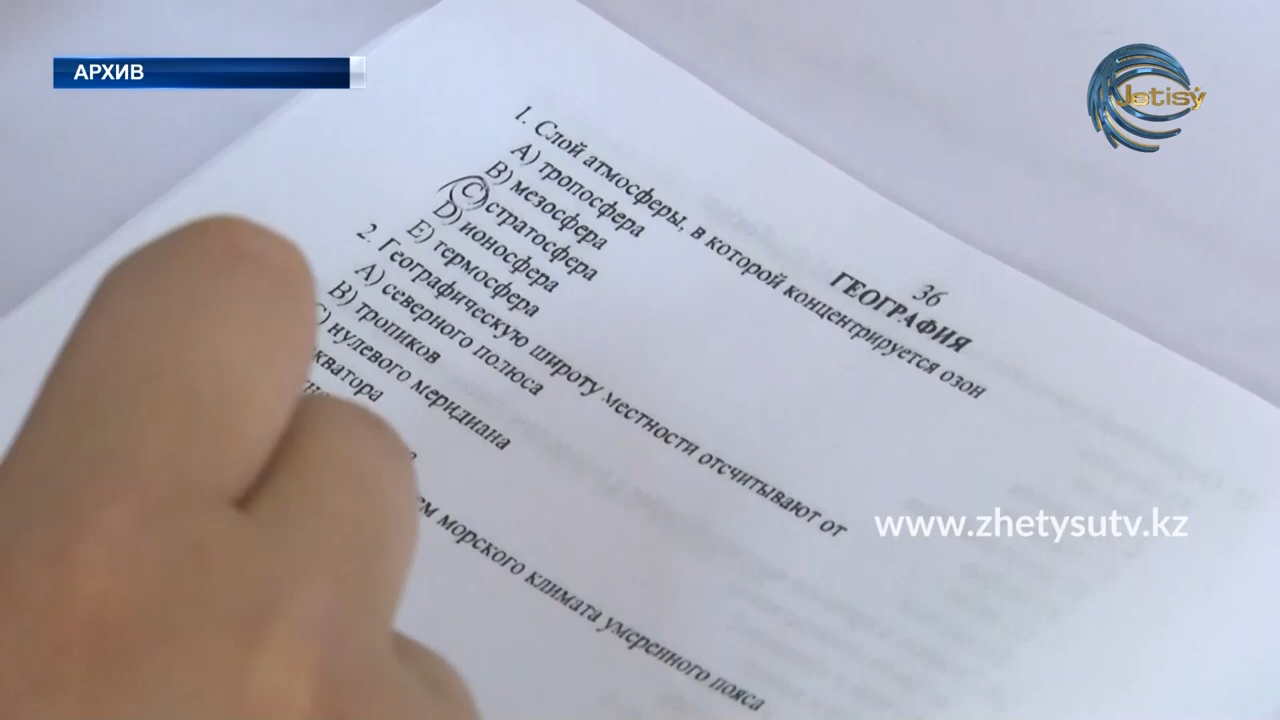 АРХИВ
Jetisý
36
ГЕОГРАФИЯ
1. Слой атмосферы, в которой концентрируется озон
A) тропосфера
B) мезосфера
C) стратосфера
D) ионосфера
E) термосфера
2. Географическую широту местности отсчитывают от
A) северного полюса
B) тропиков
) нулевого меридиана
кватора
морского климата умеренного пояса
www.zhetysutv.kz